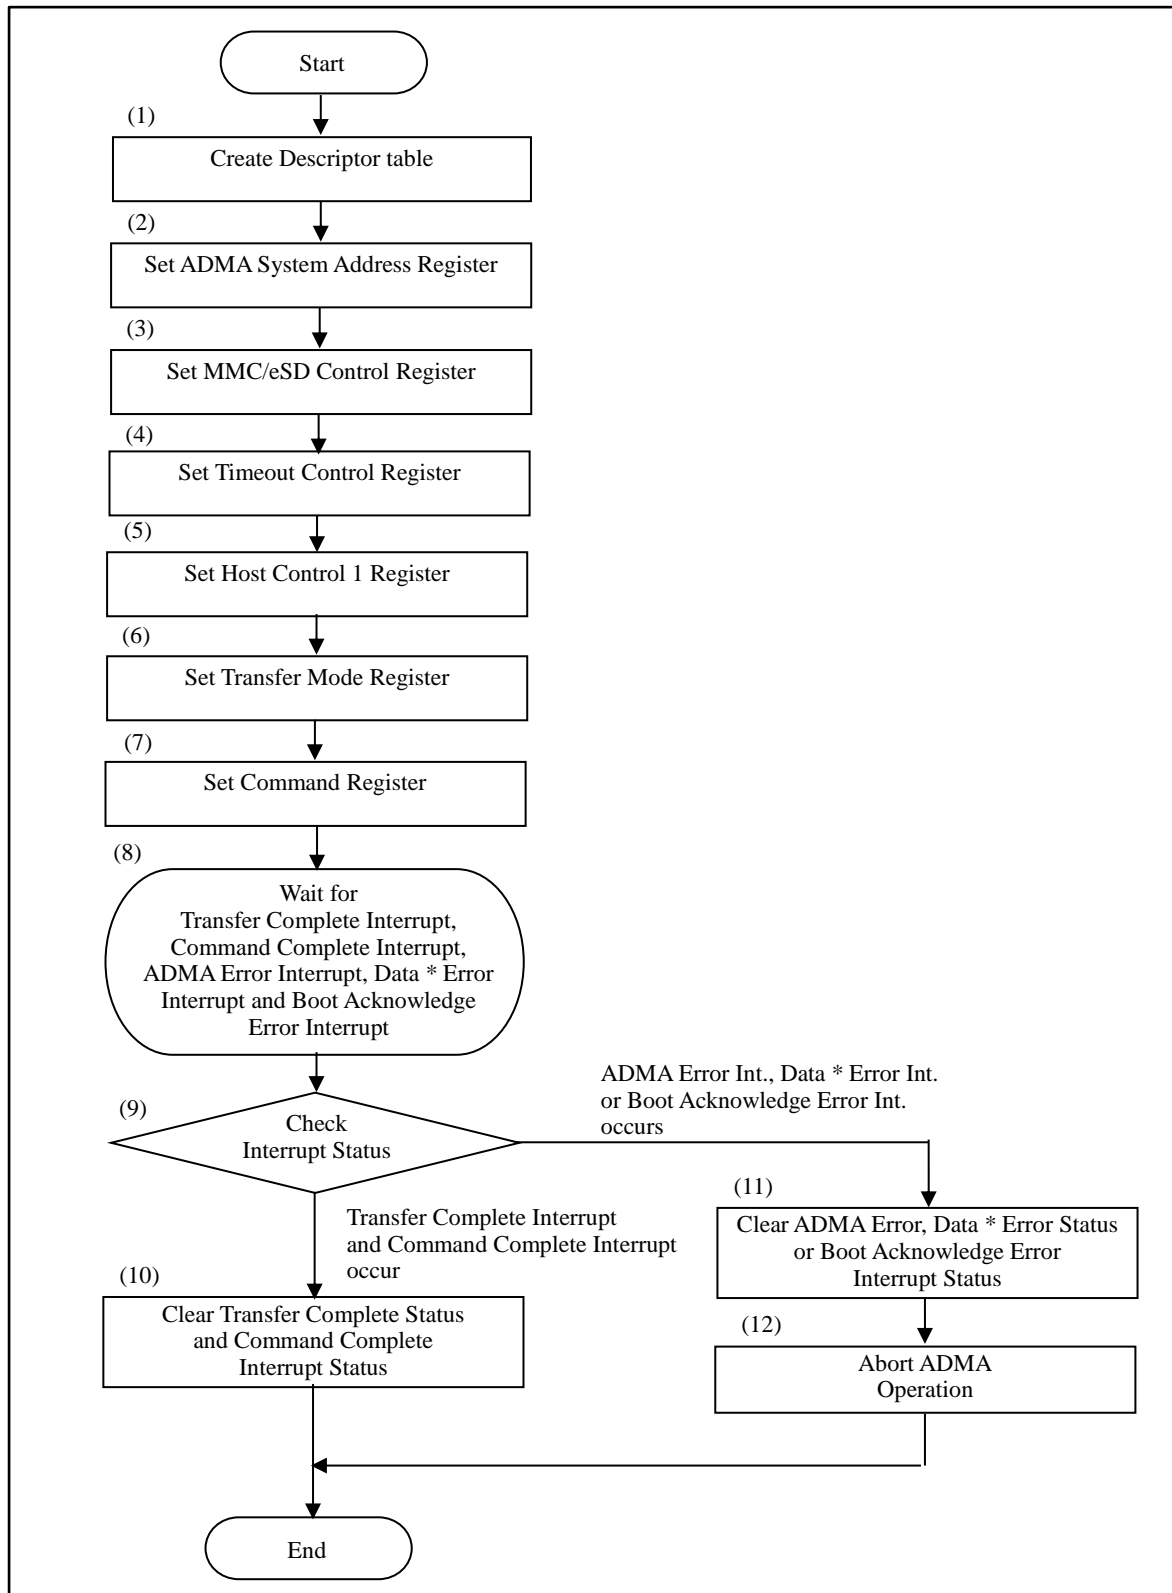 Start
(1)
Create Descriptor table
(2)
Set ADMA System Address Register
(3)
Set MMC/eSD Control Register
(4)
Set Timeout Control Register
(5)
Set Host Control 1 Register
(6)
Set Transfer Mode Register
(7)
Set Command Register
(8)
Wait for
Transfer Complete Interrupt,
Command Complete Interrupt,
ADMA Error Interrupt, Data * Error
Interrupt and Boot Acknowledge
Error Interrupt
(9)
Check
Interrupt Status
ADMA Error Int., Data * Error Int.
or Boot Acknowledge Error Int.
occurs
Transfer Complete Interrupt
and Command Complete Interrupt
occur
(10)
Clear Transfer Complete Status
and Command Complete
Interrupt Status
(11)
Clear ADMA Error, Data * Error Status
or Boot Acknowledge Error
Interrupt Status
(12)
Abort ADMA
Operation
End